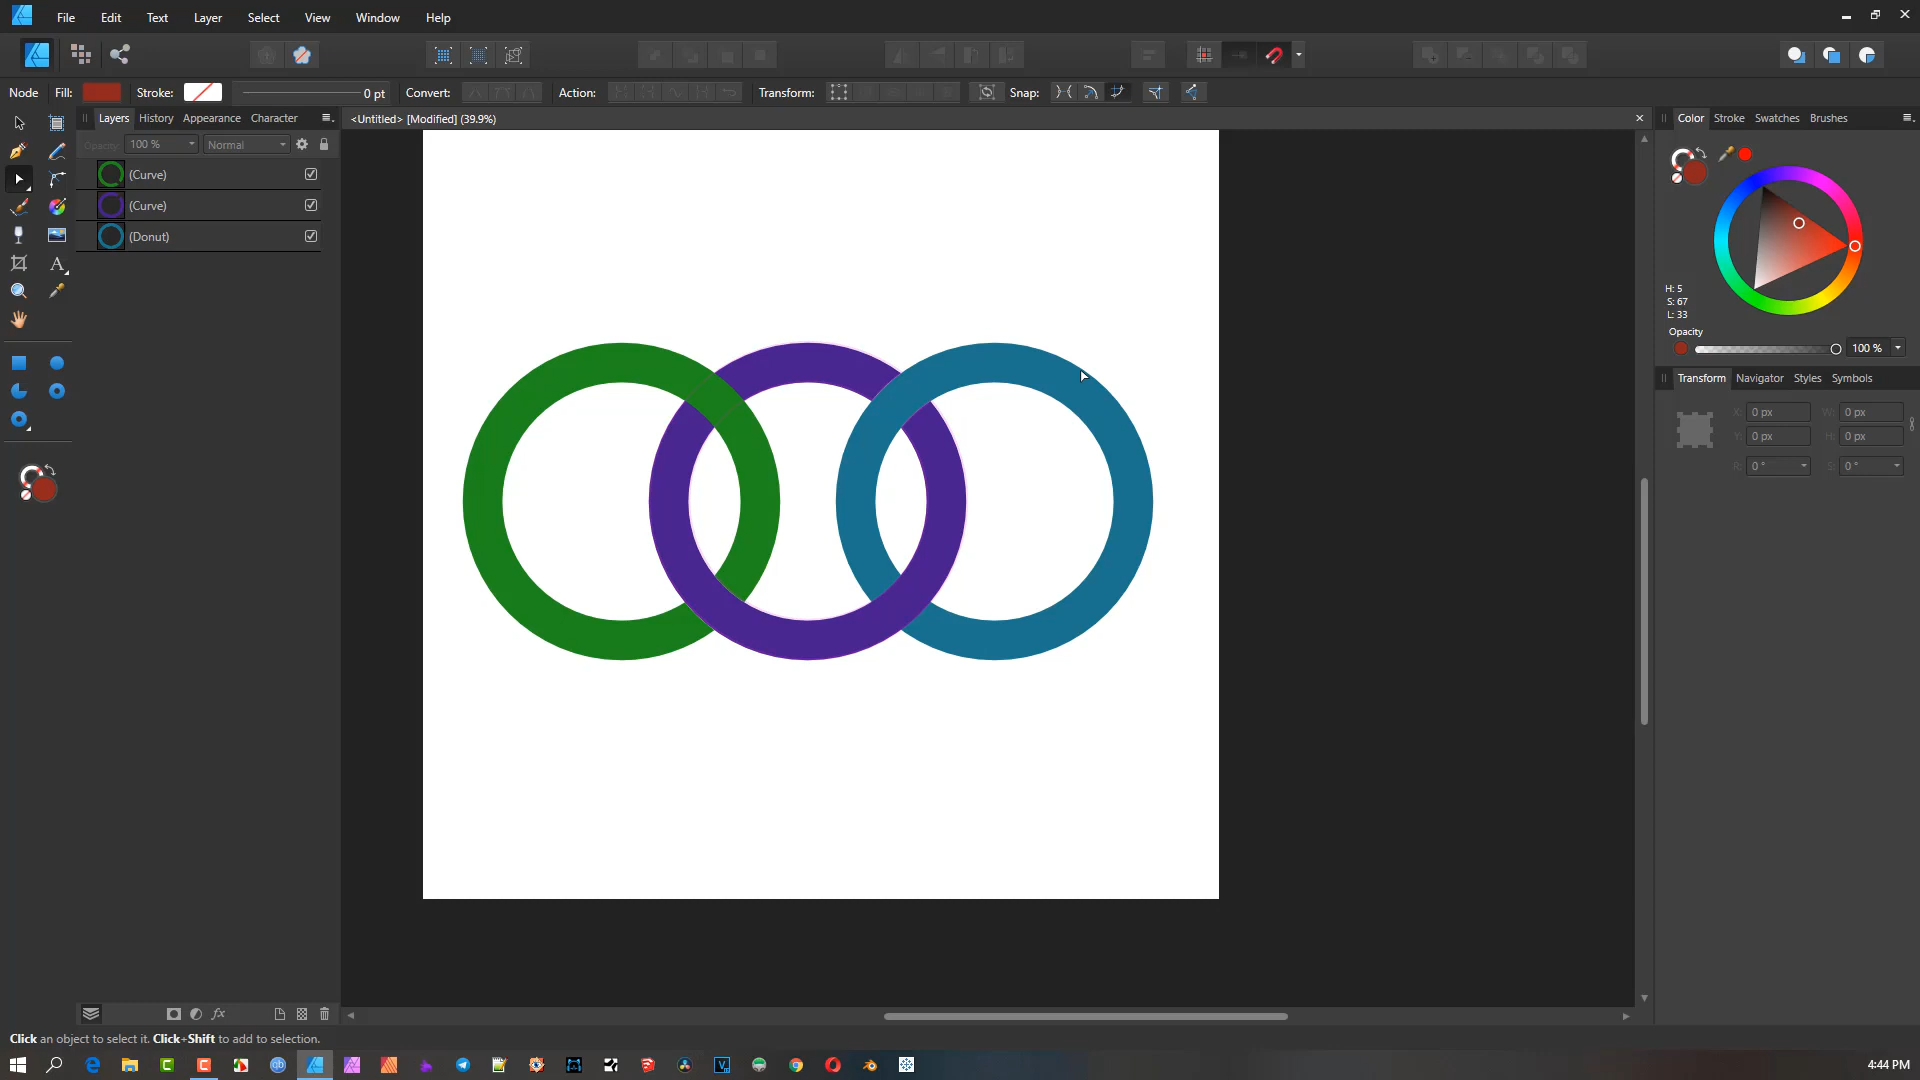 File Edit Text Layer Select View Window Help
Node Fill: Stroke: 0 pt Convert: Action: Transform: Snap:
Layers History Appearance Character
<Untitled> [Modified] (39.9%)
Color Stroke Swatches Brushes
Opacity: 100 % Normal
(Curve)
(Curve)
(Donut)
H: 5
S: 67
L: 33
Opacity
100 %
Transform Navigator Styles Symbols
X: 0 px W: 0 px
Y: 0 px H: 0 px
R: 0 ° S: 0 °
A
fx
Click an object to select it. Click+Shift to add to selection.
4:44 PM